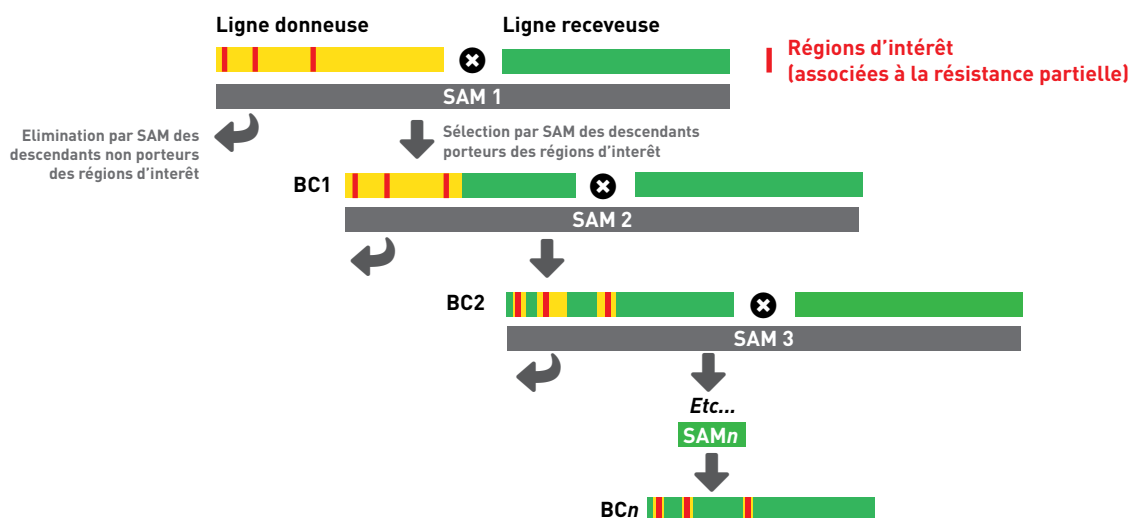 Ligne donneuse
Ligne receveuse
Régions d'intérêt
(associées à la résistance partielle)
SAM 1
Elimination par SAM des
descendants non porteurs
des régions d'interêt
Sélection par SAM des descendants
porteurs des régions d'interêt
BC1
SAM 2
BC2
SAM 3
Etc...
SAMn
BCn